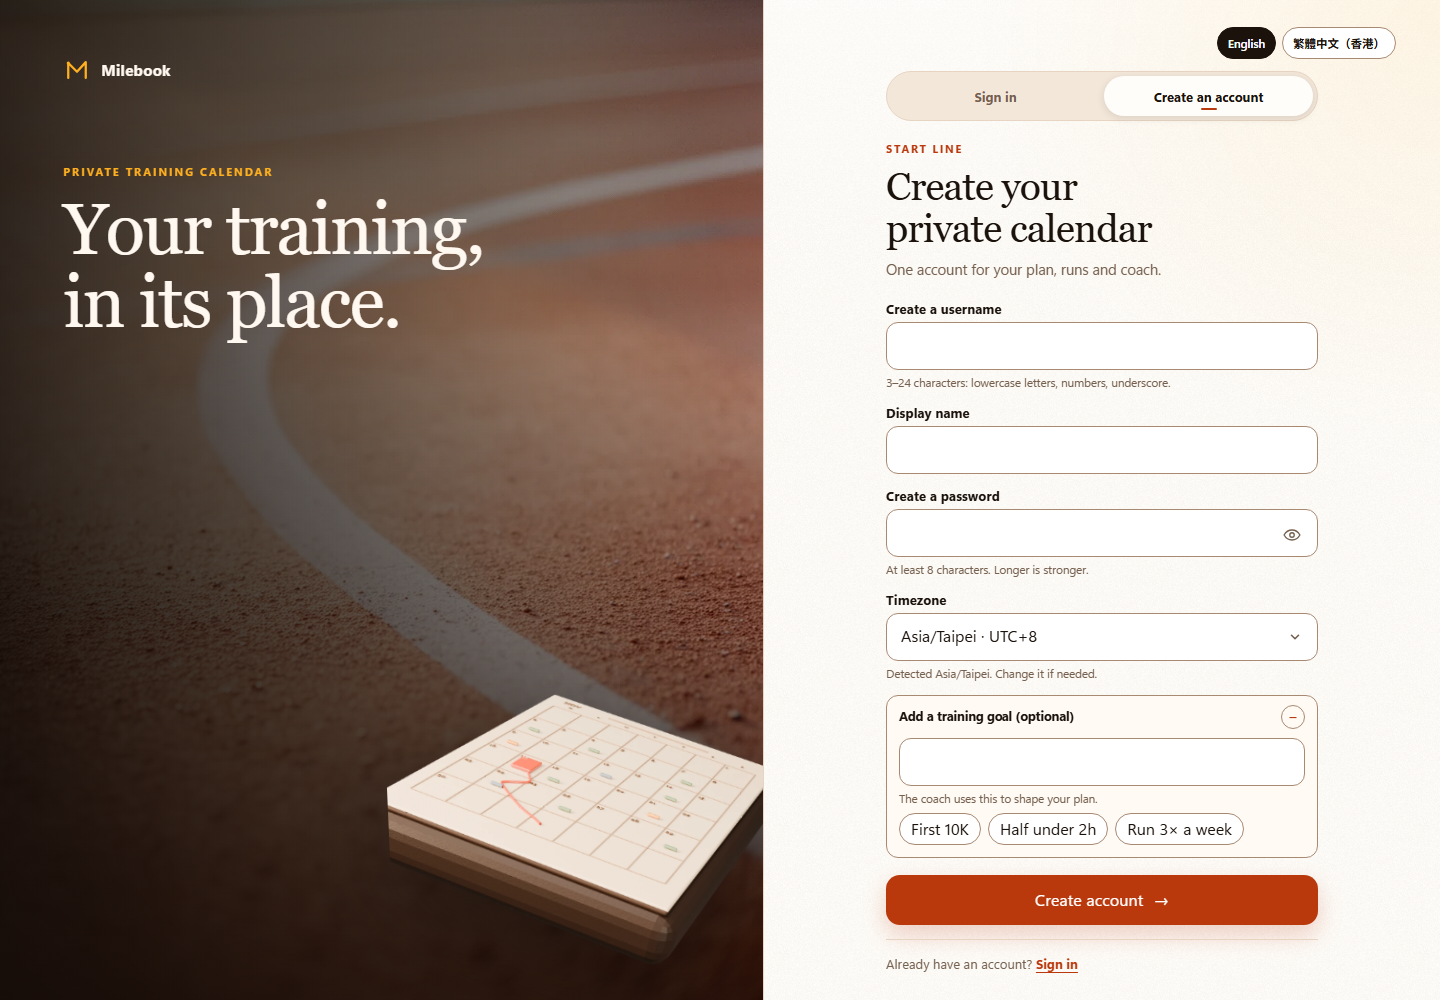 Milebook
PRIVATE TRAINING CALENDAR
Your training,
in its place.
English
繁體中文（香港）
Sign in
Create an account
START LINE
Create your
private calendar
One account for your plan, runs and coach.
Create a username
3–24 characters: lowercase letters, numbers, underscore.
Display name
Create a password
At least 8 characters. Longer is stronger.
Timezone
Asia/Taipei · UTC+8
Detected Asia/Taipei. Change it if needed.
Add a training goal (optional)
The coach uses this to shape your plan.
First 10K
Half under 2h
Run 3× a week
Create account →
Already have an account? Sign in